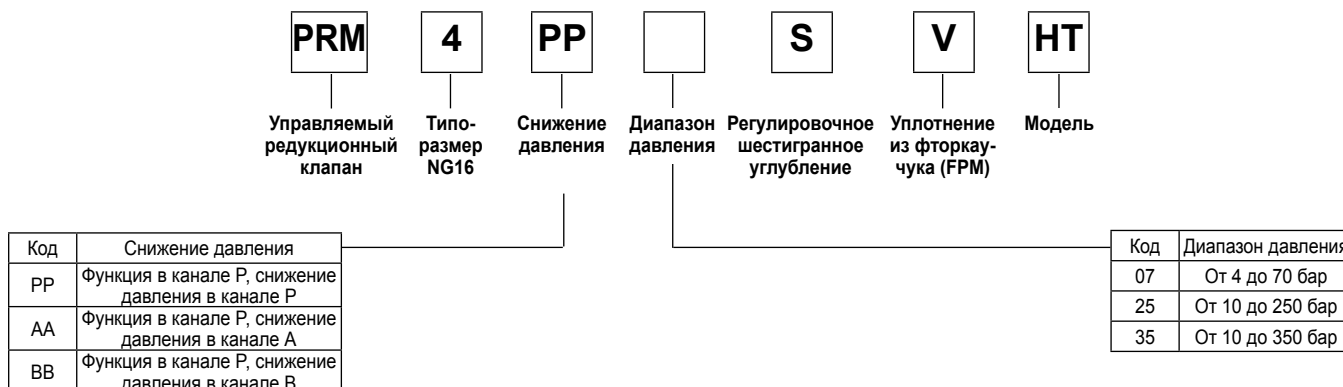 PRM 4 PP S V HT
Управляемый редукционный клапан
Типо-размер NG16
Снижение давления
Диапазон давления
Регулировочное шестигранное углубление
Уплотнение из фторкау-чука (FPM)
Модель
Код Снижение давления
PP Функция в канале P, снижение давления в канале P
AA Функция в канале P, снижение давления в канале A
BB Функция в канале P, снижение давления в канале B
Код Диапазон давления
07 От 4 до 70 бар
25 От 10 до 250 бар
35 От 10 до 350 бар